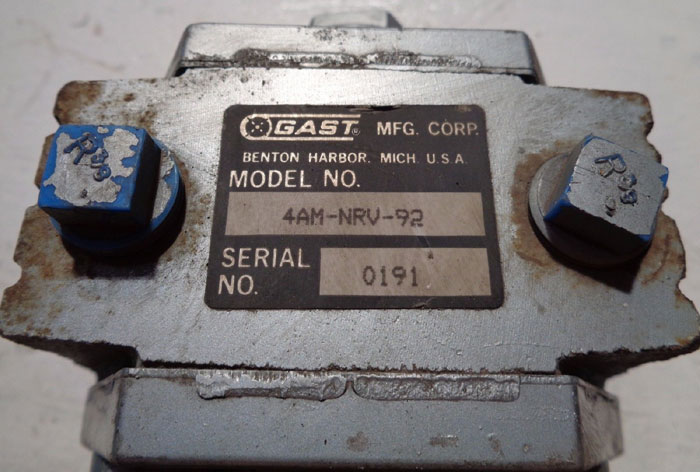 GAST® MFG. CORP.
BENTON HARBOR, MICH. U.S.A.
MODEL NO.
4AM-NRV-92
SERIAL NO.
0191